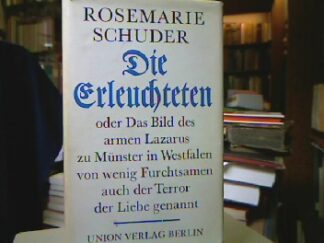 ROSEMARIE
SCHUDER
Die
Erleuchteten
oder Das Bild des
armen Lazarus
zu Münster in Westfalen
von wenig Furchtsamen
auch der Terror
der Liebe genannt
UNION VERLAG BERLIN